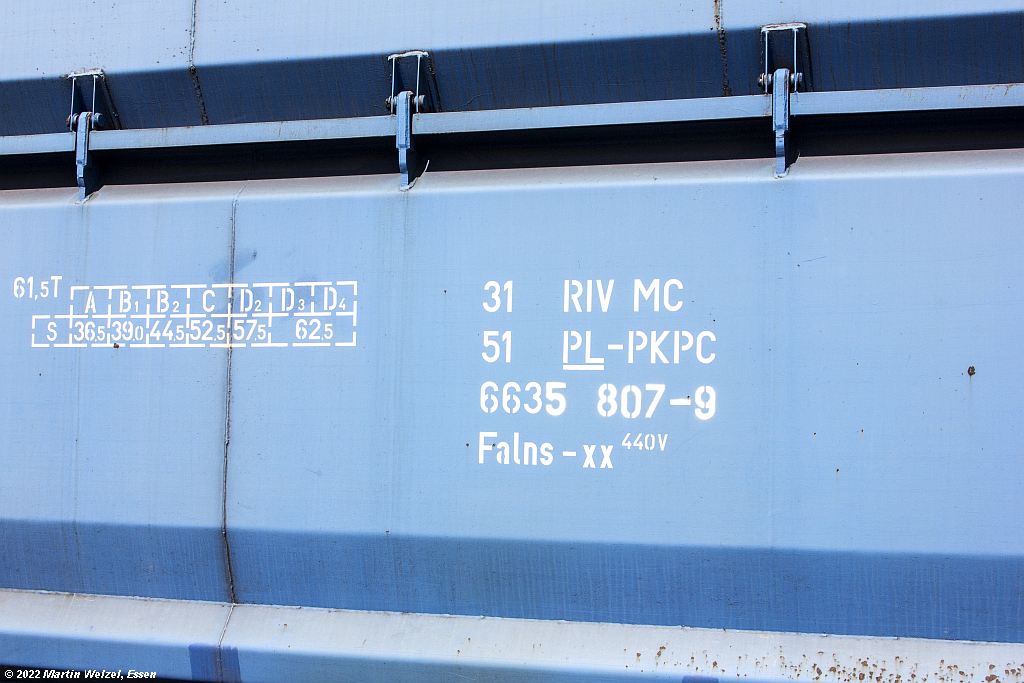 61,5T
A B1 B2 C D2 D3 D4
S 36,5 39,0 44,5 52,5 57,5 62,5
31 RIV MC
51 PL-PKPC
6635 807-9
Falns-xx 440V
© 2022 Martin Welzel, Essen